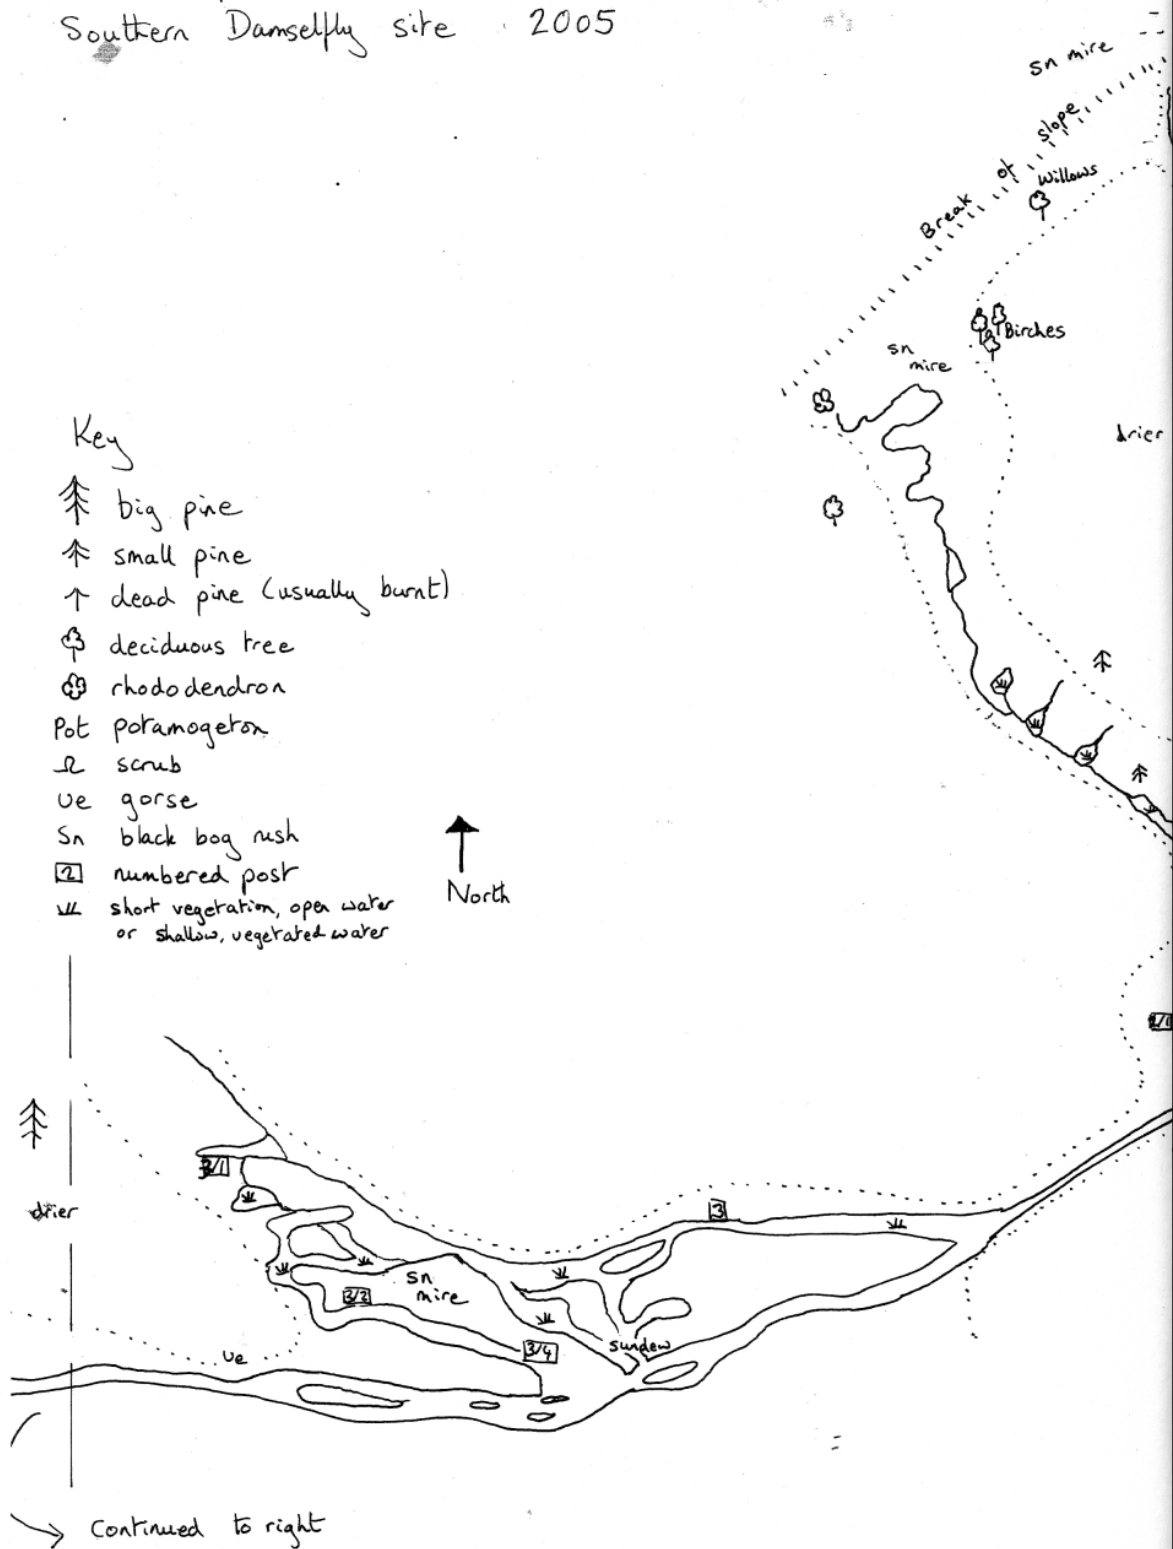 Southern Damselfly site 2005
Sn mire
Break of slope
Willows
Birches
Sn
mire
drier
Key
big pine
small pine
dead pine (usually burnt)
deciduous tree
rhododendron
Pot potamogeton
scrub
Ue gorse
Sn black bog rush
2 numbered post
short vegetation, open water
or shallow, vegetated water
North
3/1
drier
3
Sn
mire
3/2
3/4
sundew
Ue
Continued to right